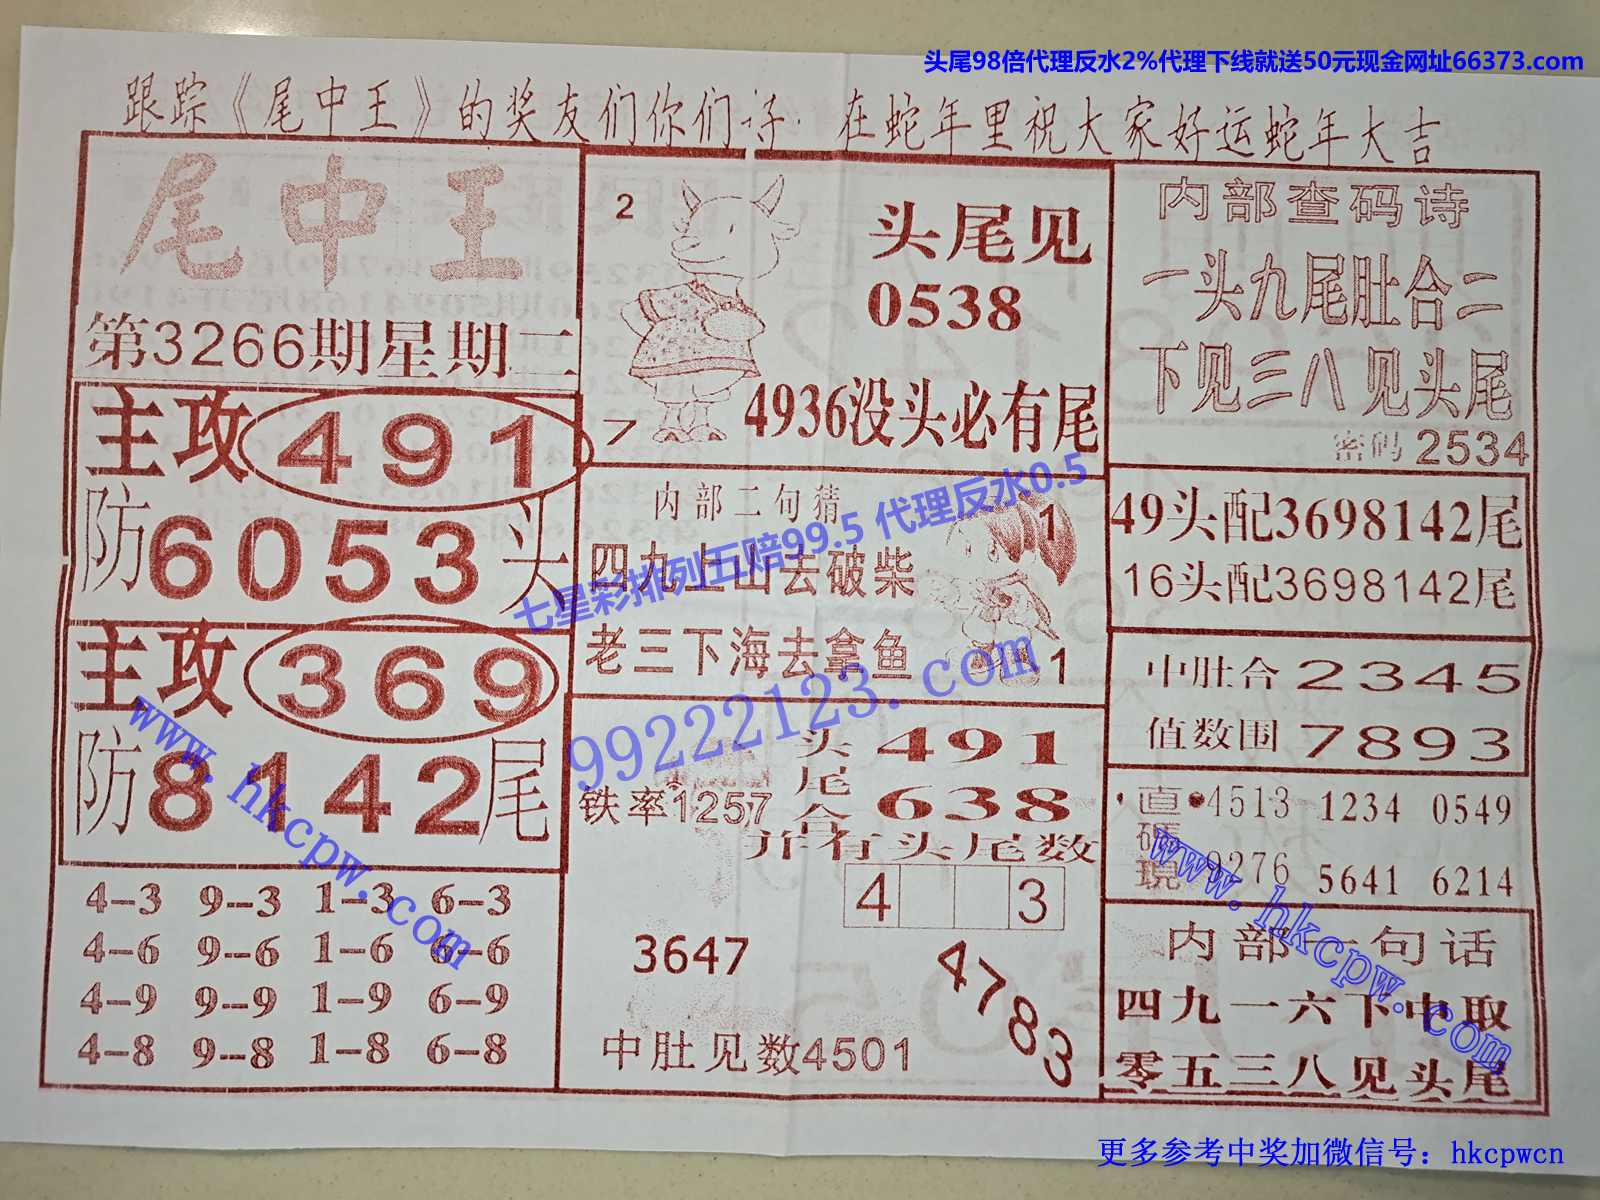 头尾98倍代理反水2%代理下线就送50元现金网址66373.com
跟踪《尾中王》的奖友们你们好 在蛇年里祝大家好运蛇年大吉
尾中王
第3266期星期二
主攻491
防6053头
主攻369
防8142尾
4–3 9–3 1–3 6–3
4–6 9–6 1–6 6–6
4–9 9–9 1–9 6–9
4–8 9–8 1–8 6–8
2
头尾见
0538
7
4936没头必有尾
内部二句猜
1
四九上山去破柴
老三下海去拿鱼
1
头尾合
491
638
铁率1257
并有头尾数
4 3
3647
4783
中肚见数4501
内部查码诗
一头九尾肚合二
下见三八见头尾
密码2534
49头配3698142尾
16头配3698142尾
中肚合2345
值数围7893
直码現
4513 1234 0549
9276 5641 6214
内部一句话
四九一六下中取
零五三八见头尾
七星彩排列五赔99.5 代理反水0.5
99222123.com
www.hkcpw.com
www.hkcpw.com
更多参考中奖加微信号：hkcpwcn